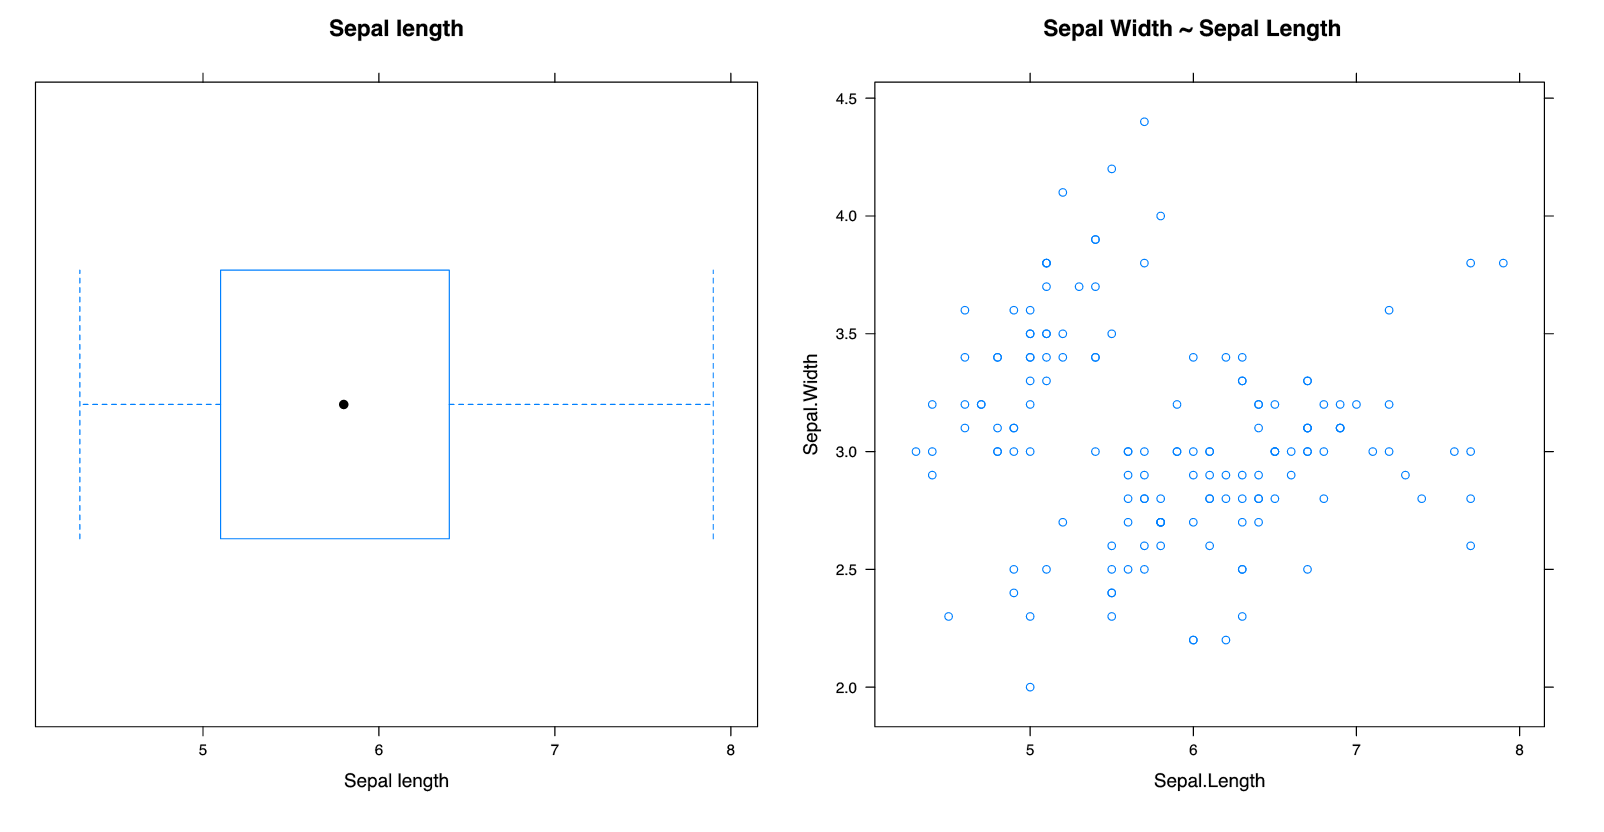 Sepal length
5 6 7 8
Sepal length
Sepal Width ~ Sepal Length
4.5
4.0
3.5
3.0
2.5
2.0
Sepal.Width
5 6 7 8
Sepal.Length